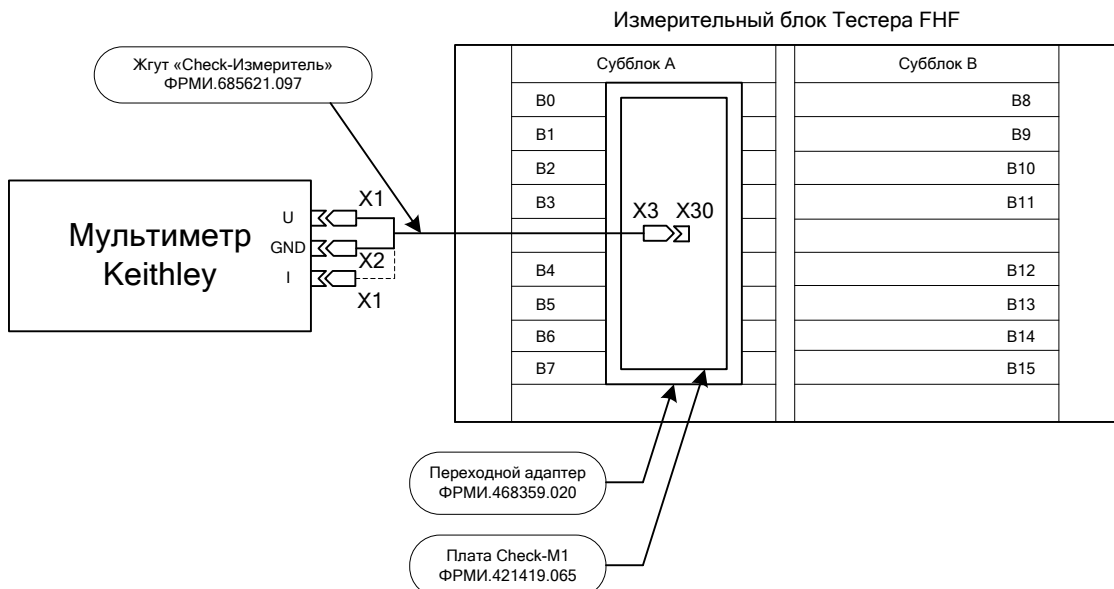 Измерительный блок Тестера FHF
Жгут «Check-Измеритель»
ФРМИ.685621.097
Субблок А
Субблок В
B0
B8
B1
B9
B2
B10
B3
B11
B4
B12
B5
B13
B6
B14
B7
B15
X3 X30
Мультиметр
Keithley
U
GND
I
X1
X2
X1
Переходной адаптер
ФРМИ.468359.020
Плата Check-M1
ФРМИ.421419.065